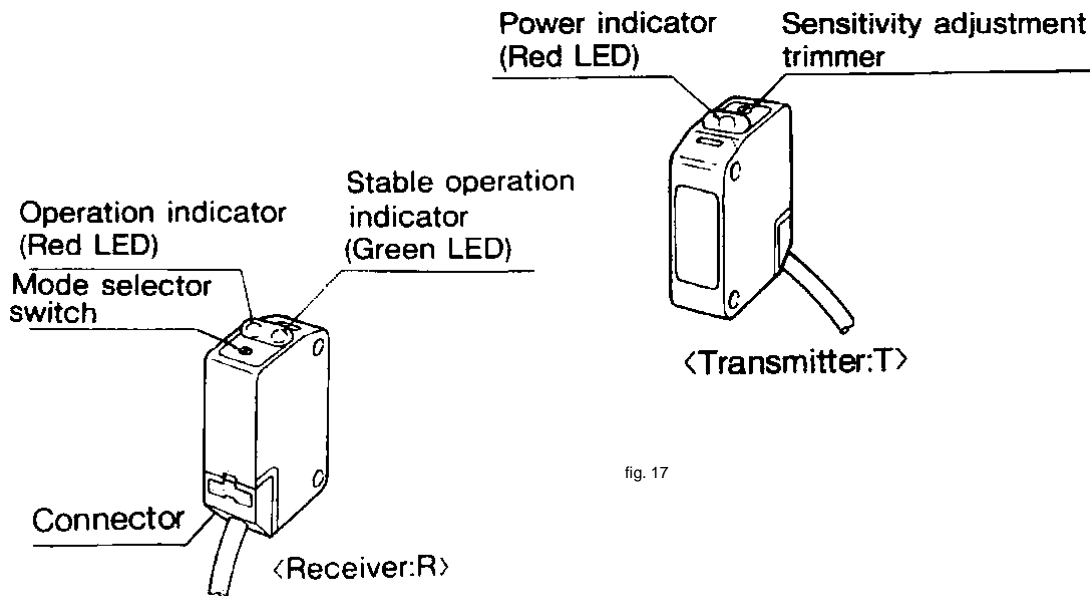 Power indicator
(Red LED)
Sensitivity adjustment
trimmer
Stable operation
indicator
(Green LED)
Operation indicator
(Red LED)
Mode selector
switch
<Transmitter:T>
fig. 17
Connector
<Receiver:R>